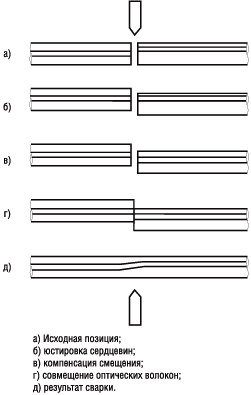 а)
б)
в)
г)
д)
а) Исходная позиция;
б) юстировка сердцевин;
в) компенсация смещения;
г) совмещение оптических волокон;
д) результат сварки.